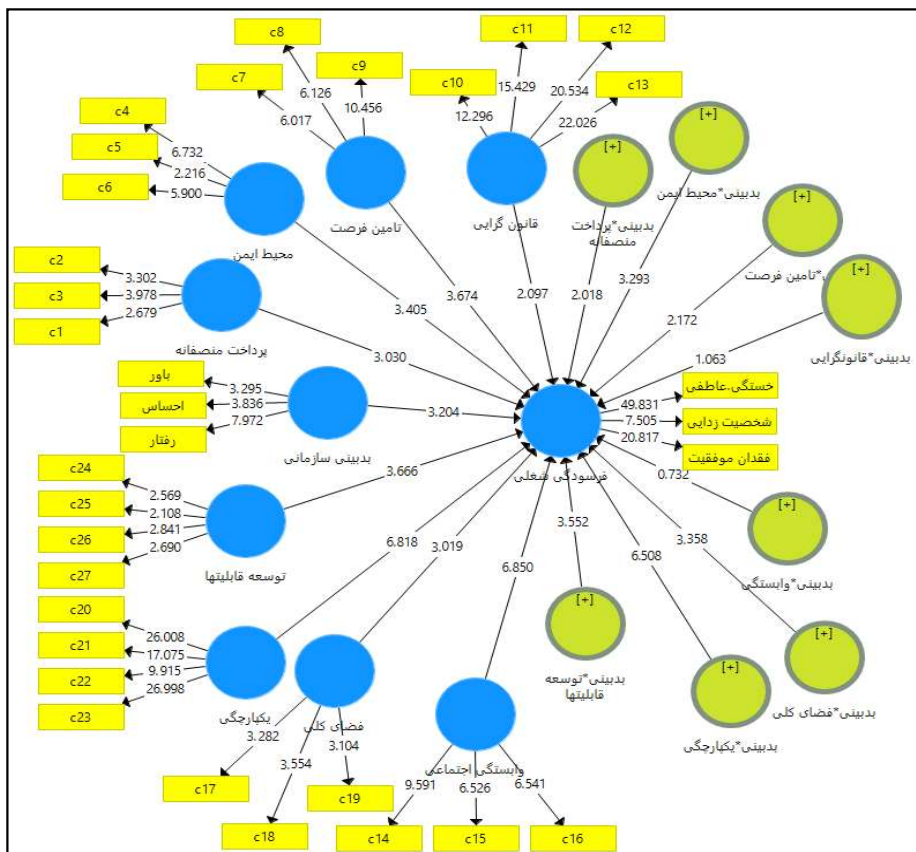 c8
c11
c12
c7
c9
c10
c13
6.126
6.017
10.456
12.296
15.429
20.534
22.026
c4
c5
c6
6.732
2.216
5.900
[+]
[+]
[+]
[+]
محیط ایمن
تامین فرصت
قانون گرایی
بدبینی*پرداخت
منصفانه
بدبینی*محیط ایمن
تامین فرصت*
بدبینی*قانونگرایی
c2
c3
c1
3.302
3.978
2.679
پرداخت منصفانه
3.405
3.674
2.097
2.018
3.293
2.172
1.063
3.030
باور
احساس
رفتار
3.295
3.836
7.972
بدبینی سازمانی
3.204
فرسودگی شغلی
49.831
7.505
20.817
خستگی.عاطفی
شخصیت زدایی
فقدان موفقیت
c24
c25
c26
c27
2.569
2.108
2.841
2.690
توسعه قابلیتها
3.666
0.732
[+]
بدبینی*وابستگی
6.818
3.019
6.850
3.552
6.508
3.358
c20
c21
c22
c23
26.008
17.075
9.915
26.998
یکپارچگی
فضای کلی
[+]
بدبینی*توسعه
قابلیتها
[+]
بدبینی*یکپارچگی
[+]
بدبینی*فضای کلی
3.282
3.554
3.104
c17
c18
c19
وابستگی اجتماعی
9.591
6.526
6.541
c14
c15
c16